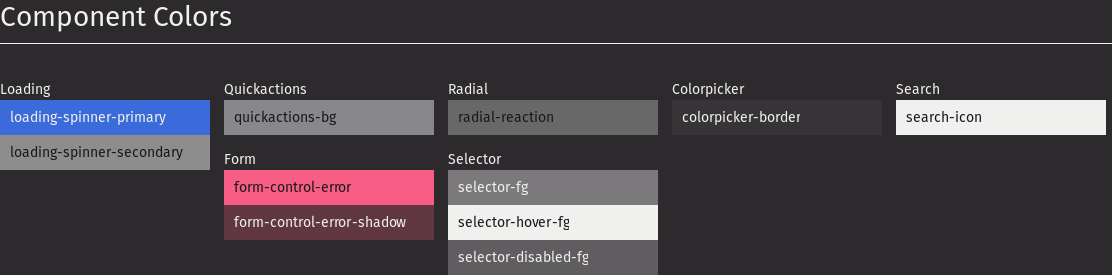 Component Colors
Loading
loading-spinner-primary
loading-spinner-secondary
Quickactions
quickactions-bg
Form
form-control-error
form-control-error-shadow
Radial
radial-reaction
Selector
selector-fg
selector-hover-fg
selector-disabled-fg
Colorpicker
colorpicker-border
Search
search-icon